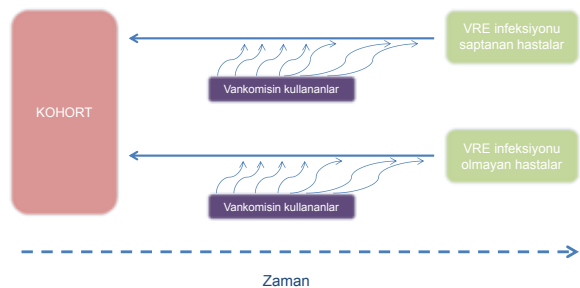 VRE infeksiyonu
saptanan hastalar
Vankomisin kullananlar
KOHORT
VRE infeksiyonu
olmayan hastalar
Vankomisin kullananlar
Zaman